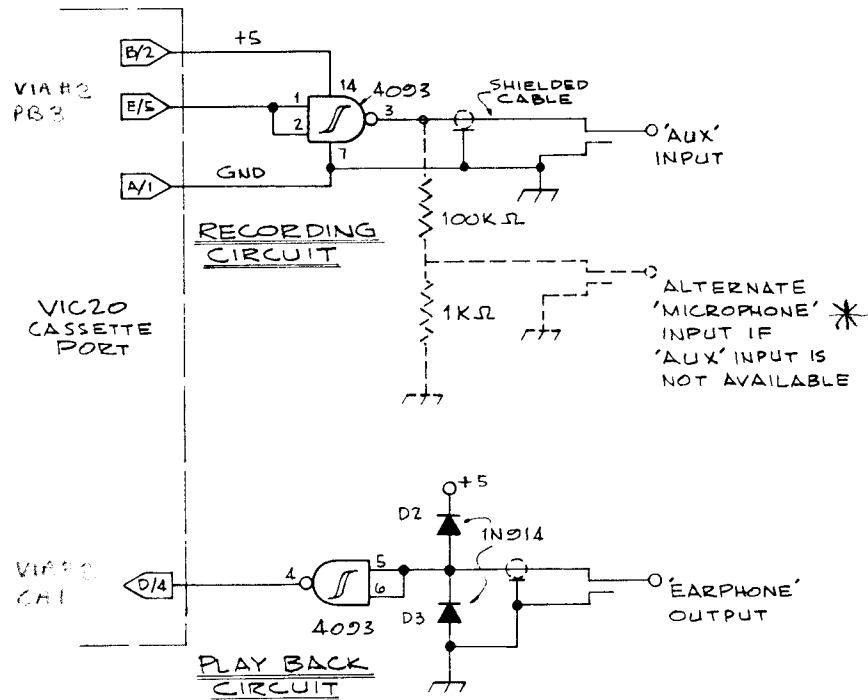 B/2
+5
VIA #2
PB3
E/5
1
2
14
4093
3
7
SHIELDED
CABLE
'AUX'
INPUT
A/1
GND
RECORDING
CIRCUIT
100KΩ
1KΩ
ALTERNATE
'MICROPHONE' *
INPUT IF
'AUX' INPUT IS
NOT AVAILABLE
VIC20
CASSETTE
PORT
+5
D2
1N914
VIA #2
CA1
D/4
4
5
6
4093
D3
'EARPHONE'
OUTPUT
PLAY BACK
CIRCUIT